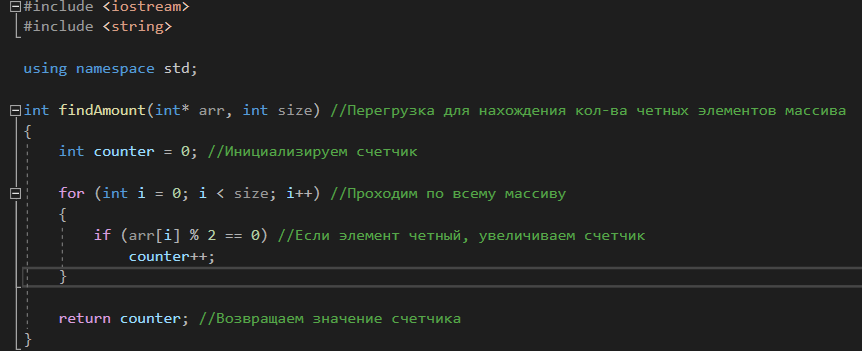 #include <iostream>
#include <string>
using namespace std;
int findAmount(int* arr, int size) //Перегрузка для нахождения кол-ва четных элементов массива
{
int counter = 0; //Инициализируем счетчик
for (int i = 0; i < size; i++) //Проходим по всему массиву
{
if (arr[i] % 2 == 0) //Если элемент четный, увеличиваем счетчик
counter++;
}
return counter; //Возвращаем значение счетчика
}